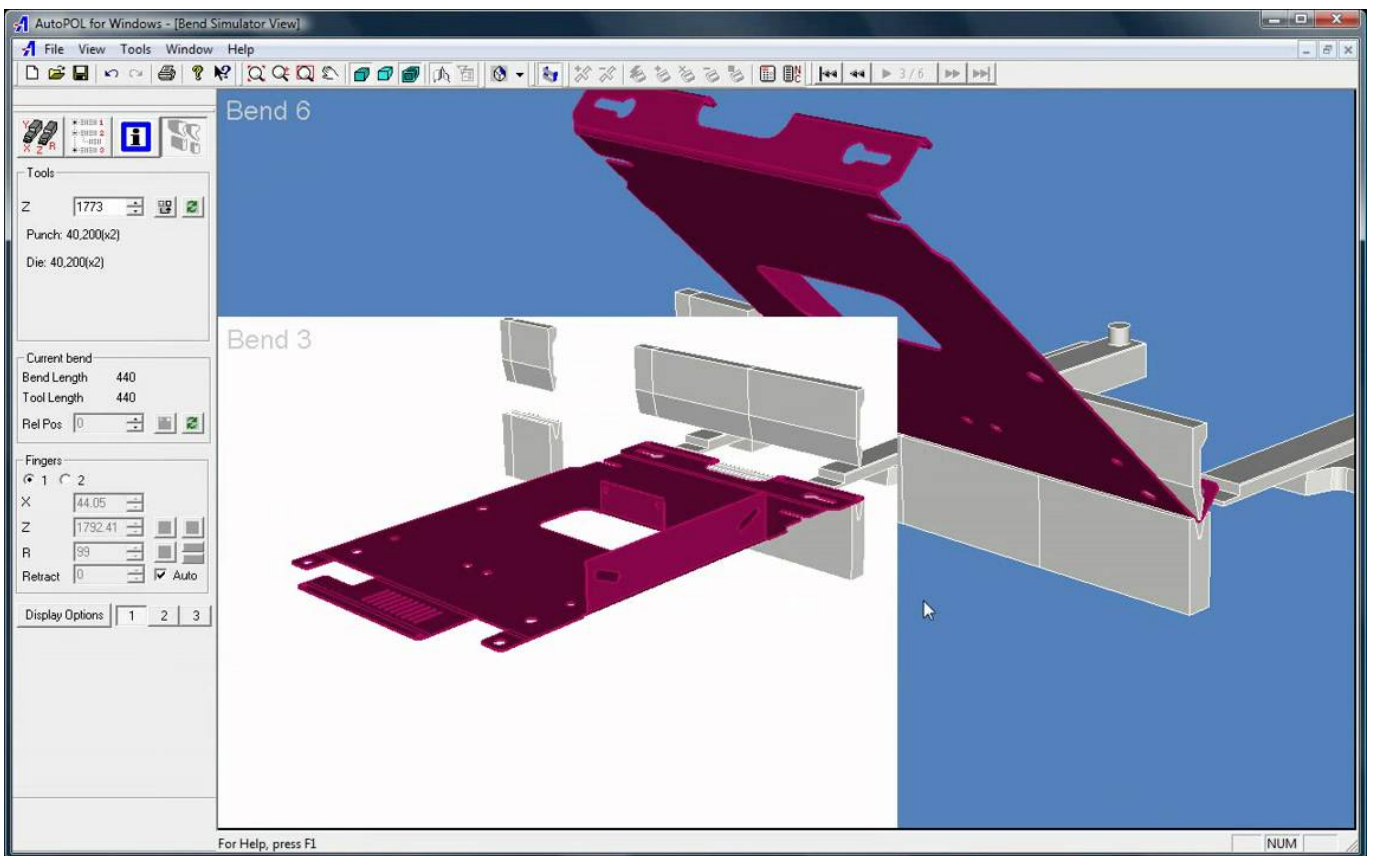 AutoPOL for Windows - [Bend Simulator View]
File View Tools Window Help
3 / 6
Bend 6
Tools
Z 1773
Punch: 40,200(x2)
Die: 40,200(x2)
Bend 3
Current bend
Bend Length 440
Tool Length 440
Rel Pos 0
Fingers
1 2
X 44.05
Z 1792.41
R 99
Retract 0 Auto
Display Options 1 2 3
For Help, press F1
NUM